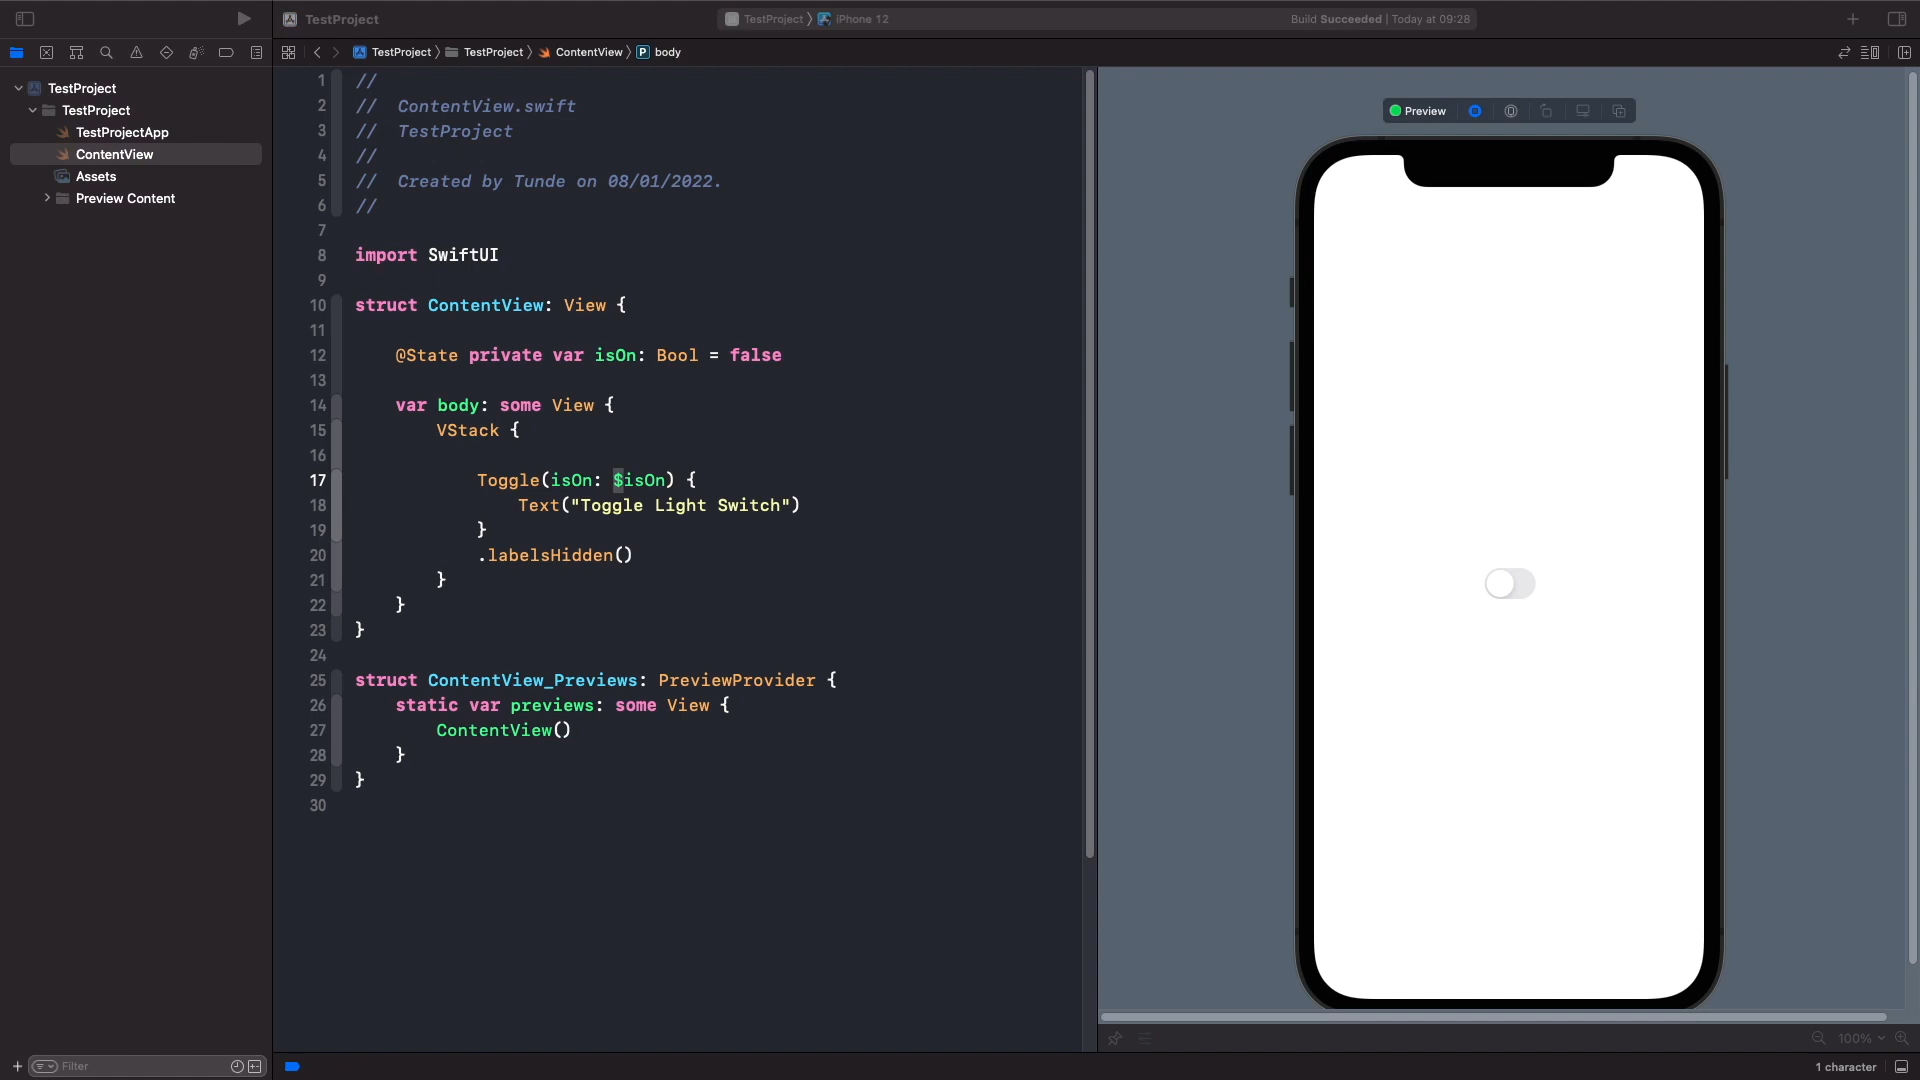 TestProject
TestProject
iPhone 12
Build Succeeded | Today at 09:28
TestProject
TestProject
ContentView
P
body
TestProject
TestProject
TestProjectApp
ContentView
Assets
Preview Content
1 //
2 //  ContentView.swift
3 //  TestProject
4 //
5 //  Created by Tunde on 08/01/2022.
6 //
7
8 import SwiftUI
9
10 struct ContentView: View {
11
12     @State private var isOn: Bool = false
13
14     var body: some View {
15         VStack {
16
17             Toggle(isOn: $isOn) {
18                 Text("Toggle Light Switch")
19             }
20             .labelsHidden()
21         }
22     }
23 }
24
25 struct ContentView_Previews: PreviewProvider {
26     static var previews: some View {
27         ContentView()
28     }
29 }
30
Preview
Filter
100%
1 character